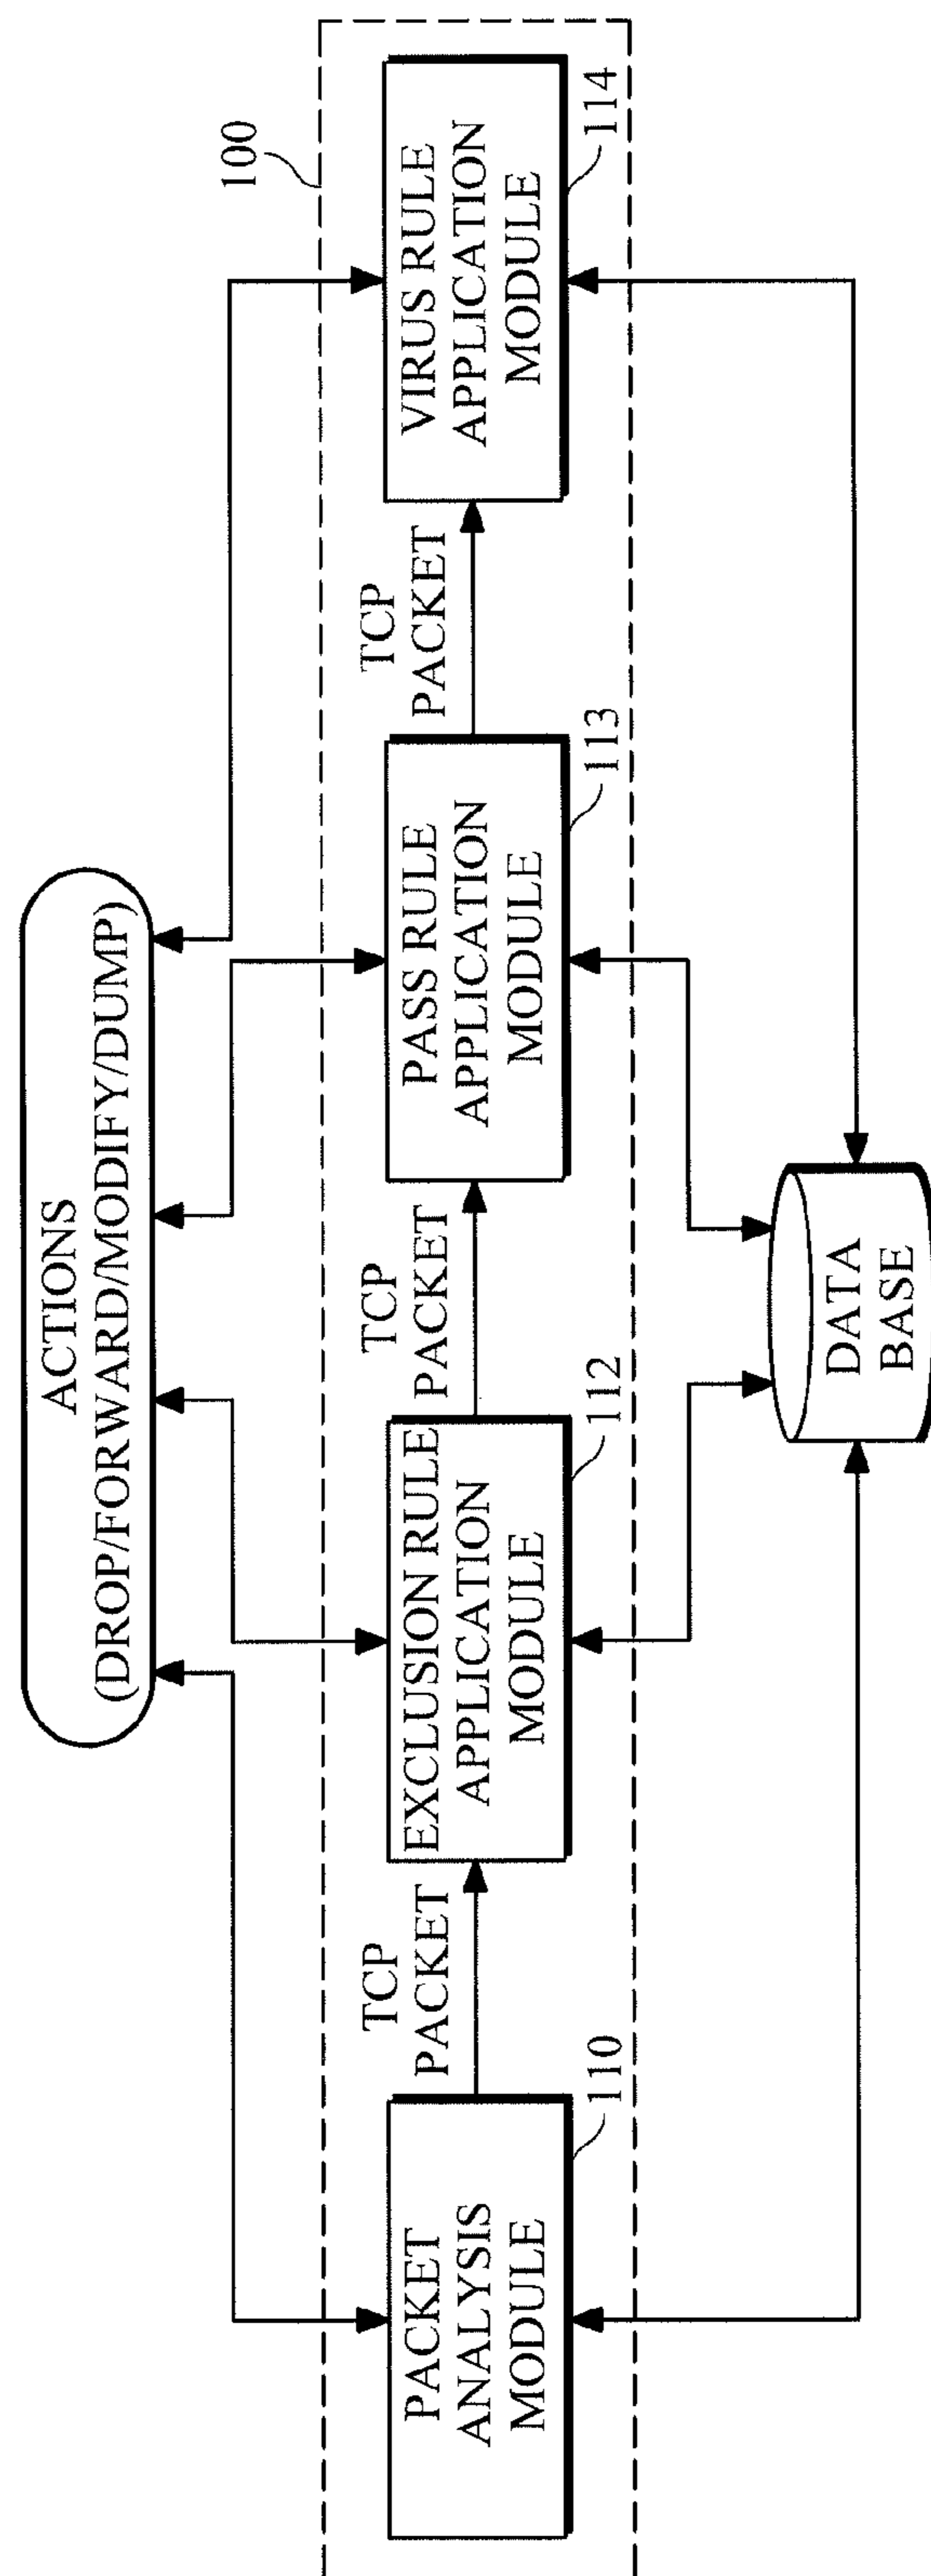 ACTIONS
(DROP/FORWARD/MODIFY/DUMP)
100
PACKET
ANALYSIS
MODULE
110
TCP
PACKET
EXCLUSION RULE
APPLICATION
MODULE
112
TCP
PACKET
PASS RULE
APPLICATION
MODULE
113
TCP
PACKET
VIRUS RULE
APPLICATION
MODULE
114
DATA
BASE